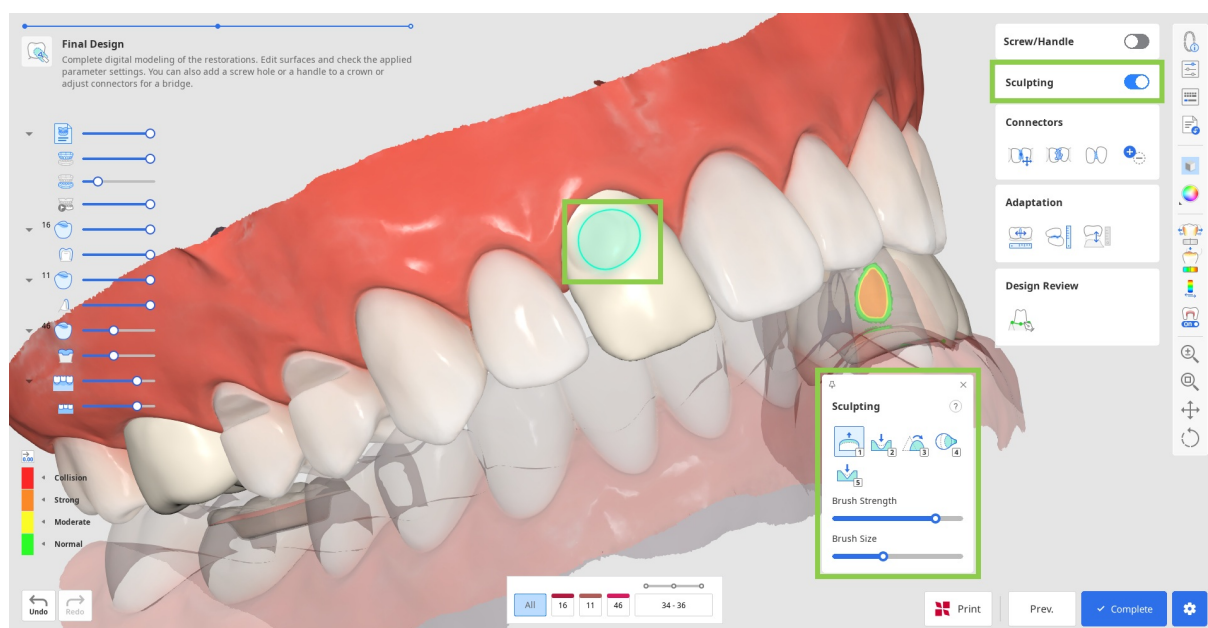 Final Design
Complete digital modeling of the restorations. Edit surfaces and check the applied
parameter settings. You can also add a screw hole or a handle to a crown or
adjust connectors for a bridge.
16
11
46
0.00
Collision
Strong
Moderate
Normal
Undo
Redo
All
16
11
46
34 - 36
Screw/Handle
Sculpting
Connectors
Adaptation
Design Review
Sculpting
?
1
2
3
4
5
Brush Strength
Brush Size
Print
Prev.
Complete
ON